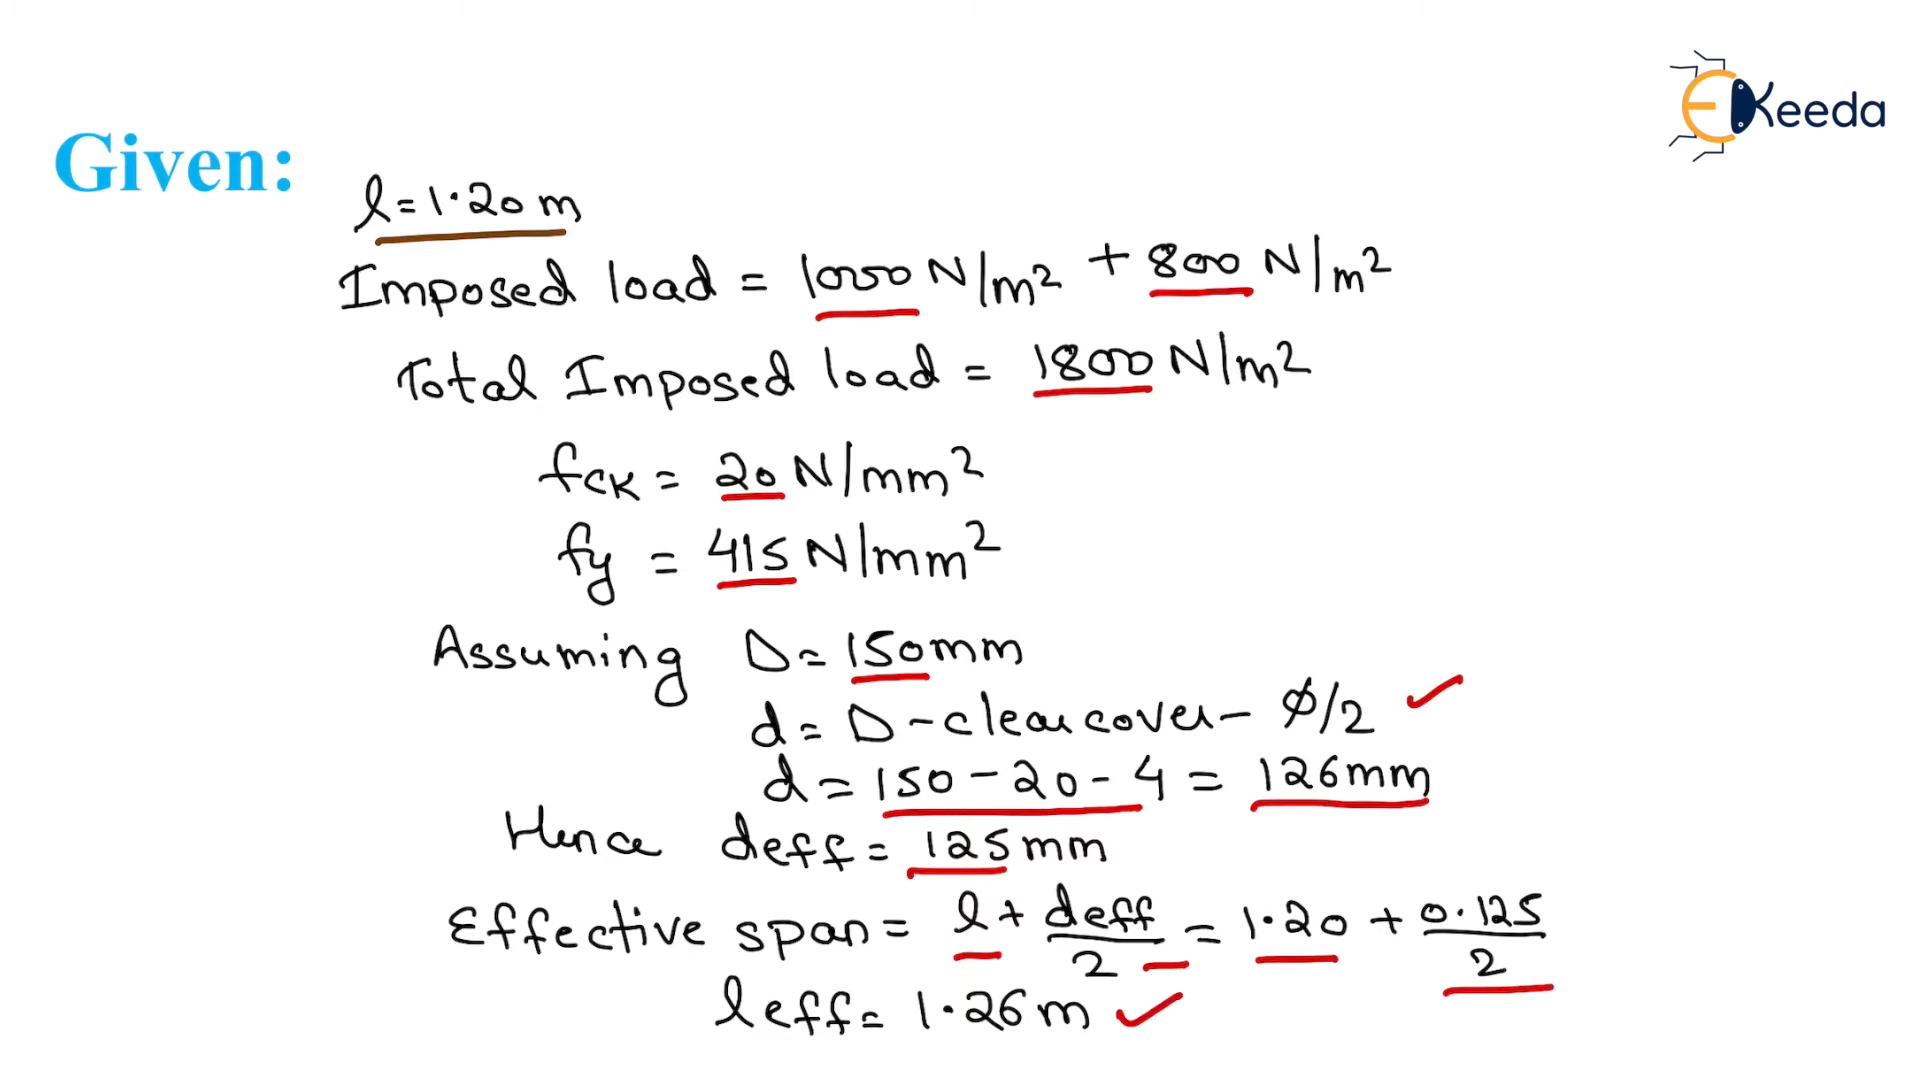 EKeeda
Given:
l = 1.20 m
Imposed load = 1000 N/m² + 800 N/m²
Total Imposed load = 1800 N/m²
fck = 20 N/mm²
fy = 415 N/mm²
Assuming D = 150mm
d = D - clear cover - φ/2 ✓
d = 150 - 20 - 4 = 126mm
Hence deff = 125mm
Effective span = l + deff/2 = 1.20 + 0.125/2
leff = 1.26m ✓